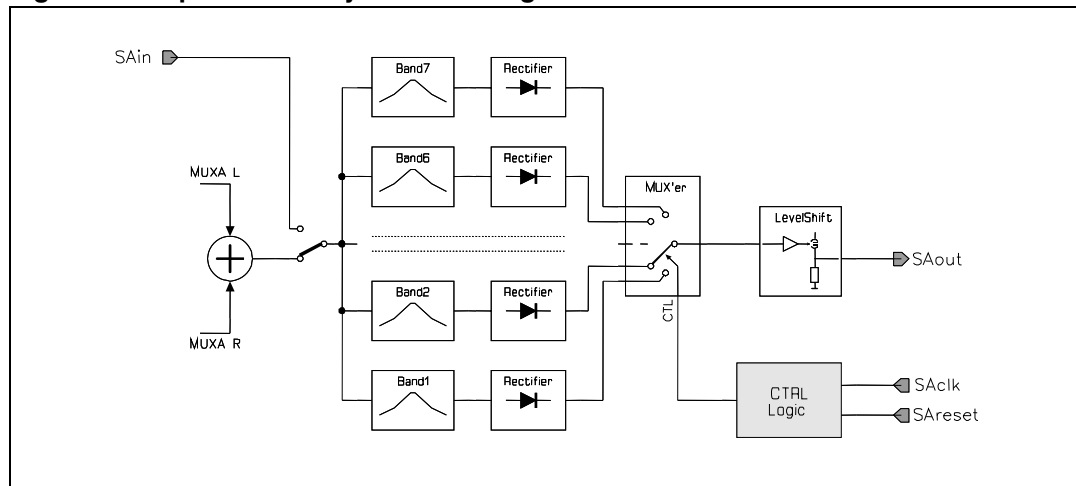 SAin
Band7
Rectifier
MUXA L
Band6
Rectifier
MUX'er
LevelShift
SAout
Band2
Rectifier
CTL
MUXA R
Band1
Rectifier
CTRL
Logic
SAclk
SAreset